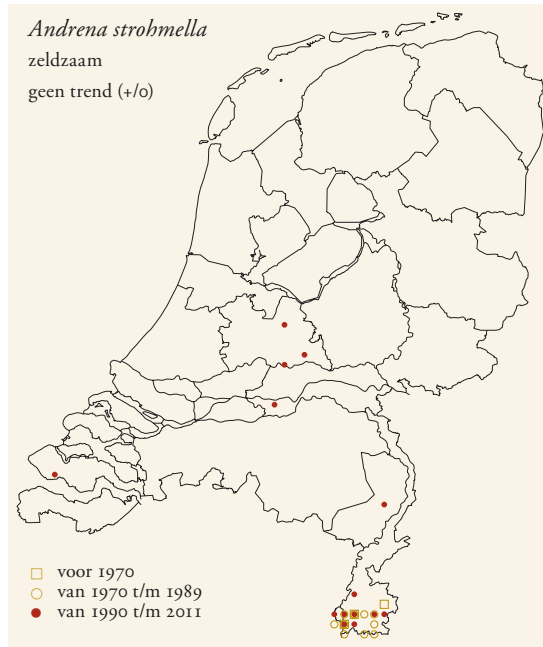 Andrena strohmella
zeldzaam
geen trend (+/0)
voor 1970
van 1970 t/m 1989
van 1990 t/m 2011